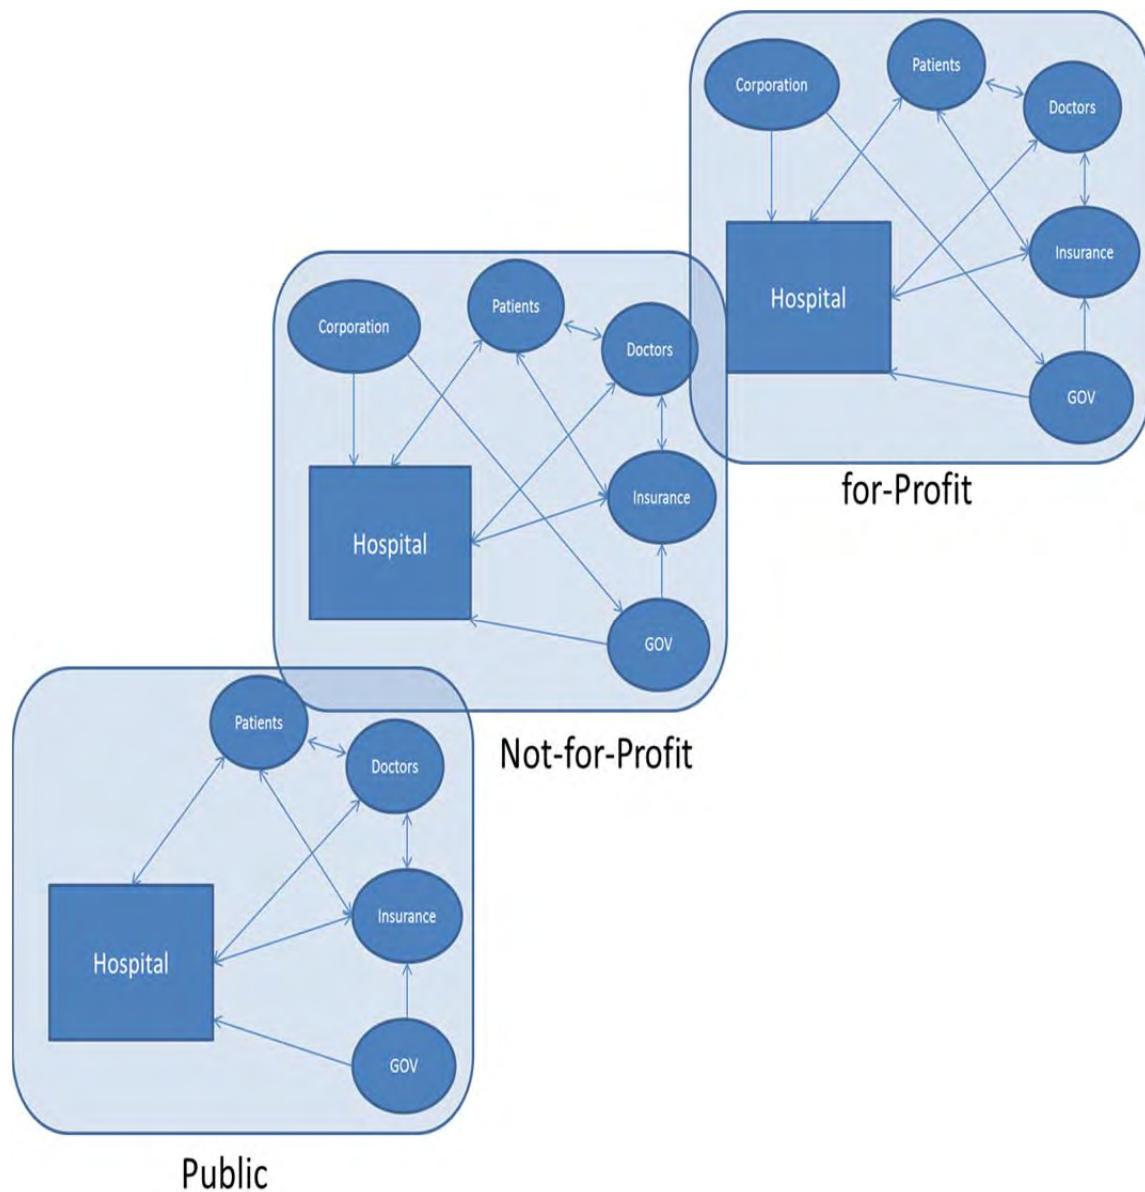 Patients
Corporation
Doctors
Insurance
Hospital
GOV
for-Profit
Patients
Corporation
Doctors
Insurance
Hospital
GOV
Not-for-Profit
Patients
Doctors
Insurance
Hospital
GOV
Public